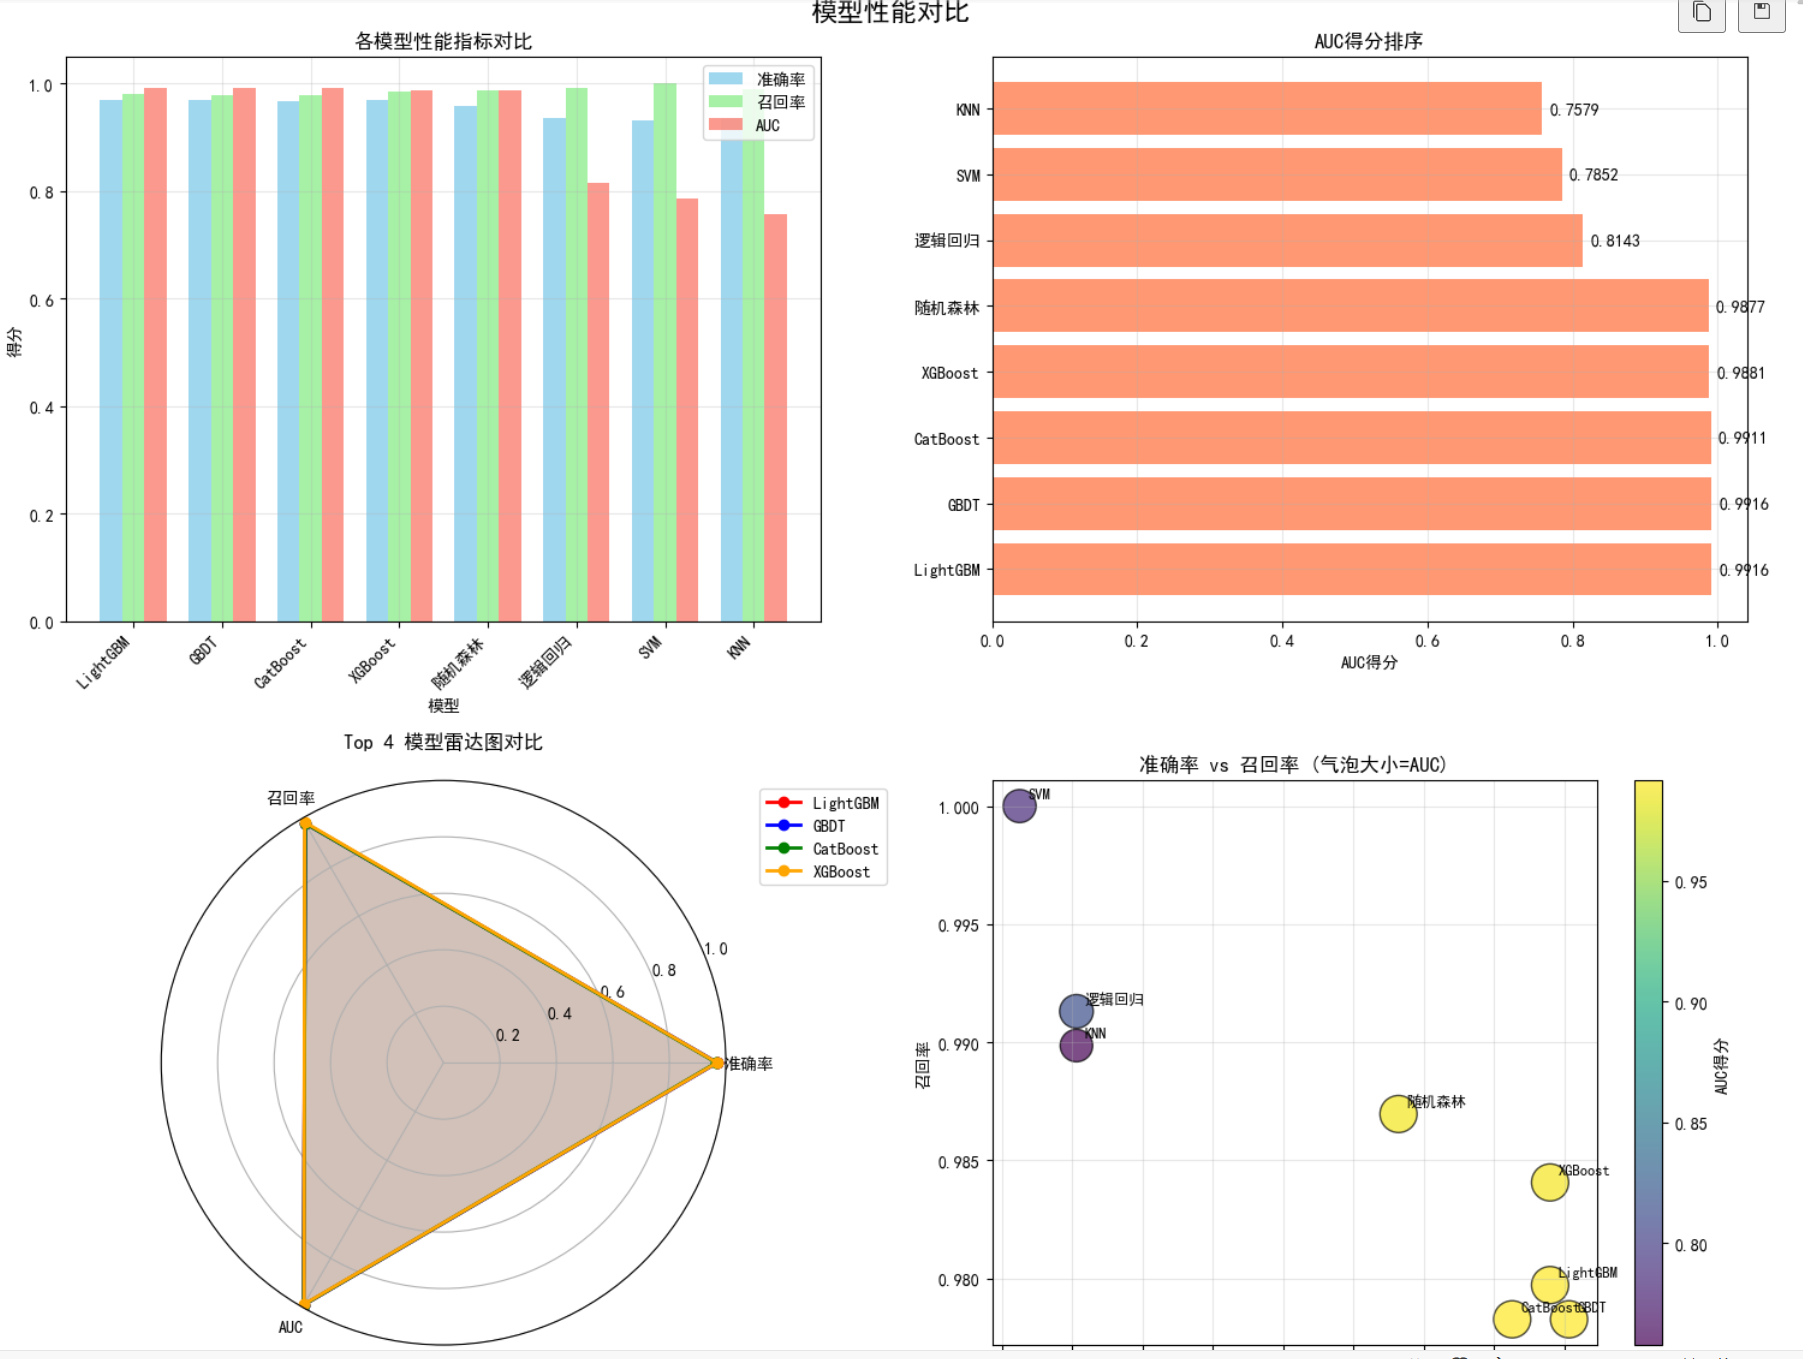 模型性能对比
各模型性能指标对比
准确率
召回率
AUC
1.0
0.8
0.6
0.4
0.2
0.0
得分
LightGBM
GBDT
CatBoost
XGBoost
随机森林
逻辑回归
SVM
KNN
模型
AUC得分排序
KNN
0.7579
SVM
0.7852
逻辑回归
0.8143
随机森林
0.9877
XGBoost
0.9881
CatBoost
0.9911
GBDT
0.9916
LightGBM
0.9916
0.0
0.2
0.4
0.6
0.8
1.0
AUC得分
Top 4 模型雷达图对比
召回率
LightGBM
GBDT
CatBoost
XGBoost
1.0
0.8
0.6
0.4
0.2
准确率
AUC
准确率 vs 召回率 (气泡大小=AUC)
1.000
0.995
0.990
0.985
0.980
召回率
SVM
逻辑回归
KNN
随机森林
XGBoost
LightGBM
CatBoost
GBDT
0.95
0.90
0.85
0.80
AUC得分